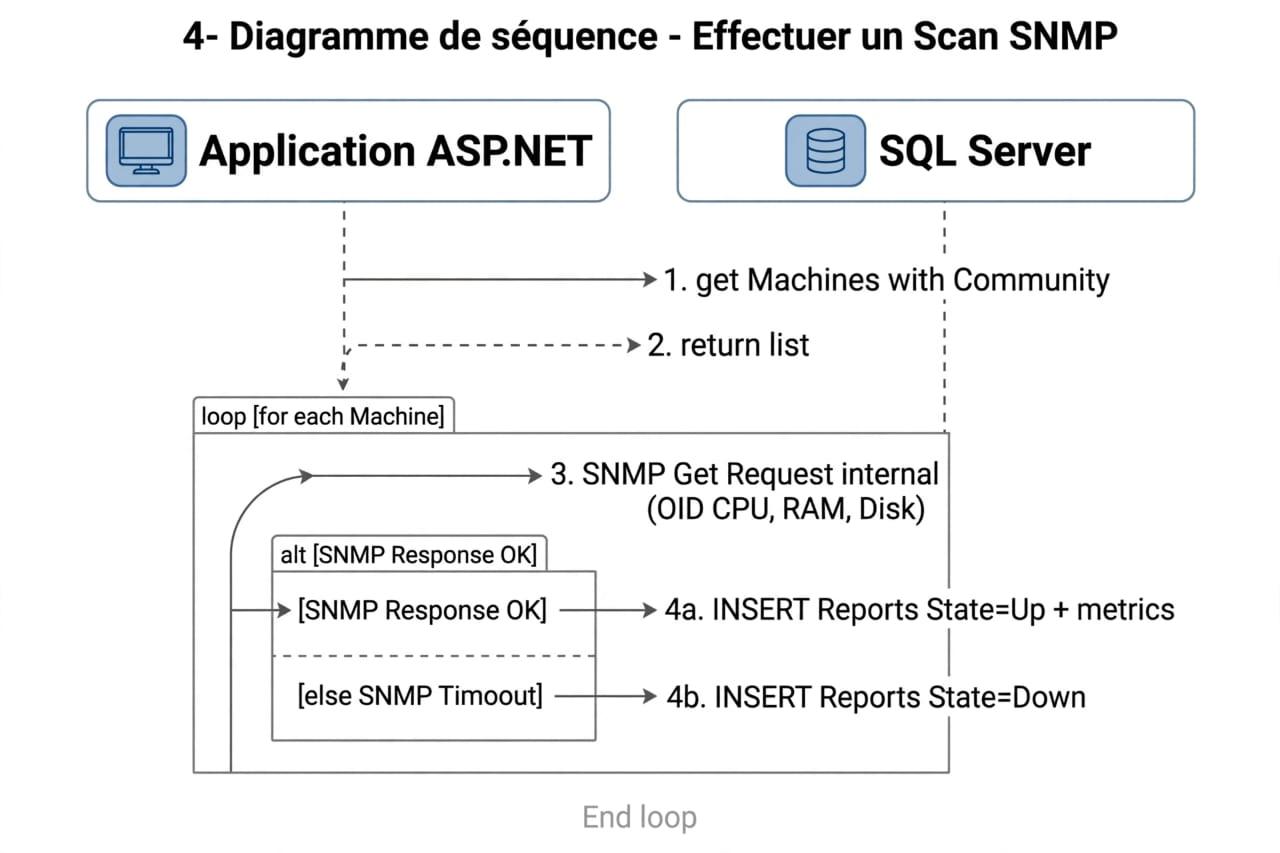 4- Diagramme de séquence - Effectuer un Scan SNMP
Application ASP.NET
SQL Server
1. get Machines with Community
2. return list
loop [for each Machine]
3. SNMP Get Request internal
(OID CPU, RAM, Disk)
alt [SNMP Response OK]
[SNMP Response OK]
4a. INSERT Reports State=Up + metrics
[else SNMP Timoout]
4b. INSERT Reports State=Down
End loop